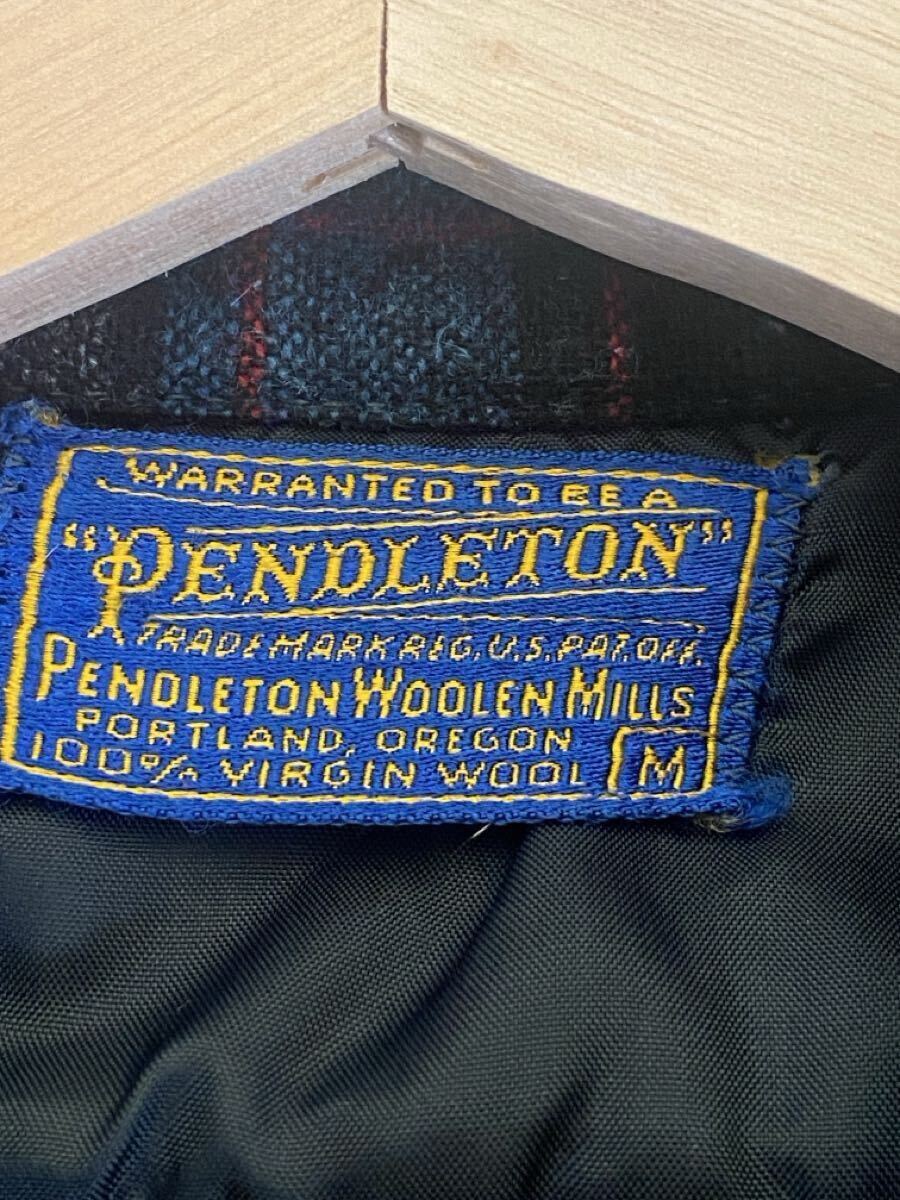 WARRANTED TO BE A
"PENDLETON"
TRADE MARK REG. U.S. PAT. OFF.
PENDLETON WOOLEN MILLS
PORTLAND, OREGON
100% VIRGIN WOOL M